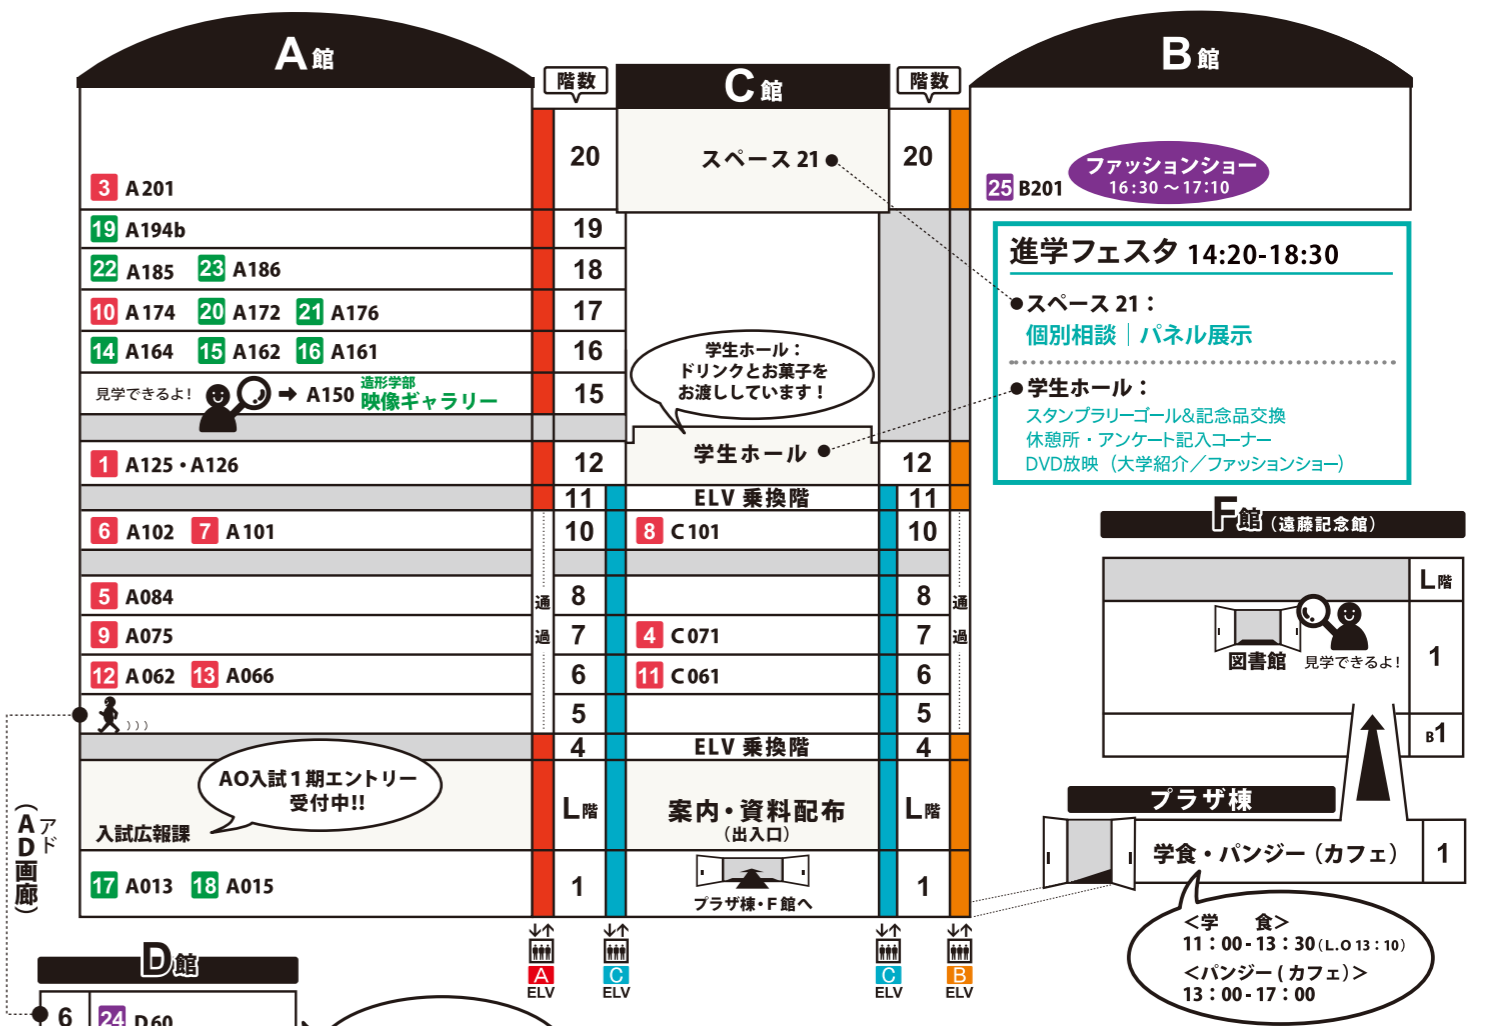 A館
階数
C館
階数
B館
3 A201
20
スペース21
20
25 B201
ファッションショー
16:30～17:10
19 A194b
19
22 A185 23 A186
18
10 A174 20 A172 21 A176
17
14 A164 15 A162 16 A161
16
見学できるよ! A150 造形学部
映像ギャラリー
15
学生ホール：
ドリンクとお菓子を
お渡ししています！
学生ホール
1 A125・A126
12
12
11
ELV 乗換階
11
6 A102 7 A101
10
8 C101
10
5 A084
通過
8
8
通過
9 A075
7
4 C071
7
12 A062 13 A066
6
11 C061
6
5
5
4
ELV 乗換階
4
AO入試1期エントリー
受付中!!
入試広報課
L階
案内・資料配布
（出入口）
L階
17 A013 18 A015
1
プラザ棟・F館へ
1
A
ELV
C
ELV
C
ELV
B
ELV
進学フェスタ 14:20-18:30
●スペース21：
個別相談｜パネル展示
●学生ホール：
スタンプラリーゴール&記念品交換
休憩所・アンケート記入コーナー
DVD放映（大学紹介／ファッションショー）
F館（遠藤記念館）
L階
図書館
見学できるよ!
1
B1
プラザ棟
学食・パンジー（カフェ）
1
＜学　食＞
11：00-13：30（L.O 13：10）
＜パンジー(カフェ)＞
13：00-17：00
（AD画廊）
アド
D館
6
24 D60